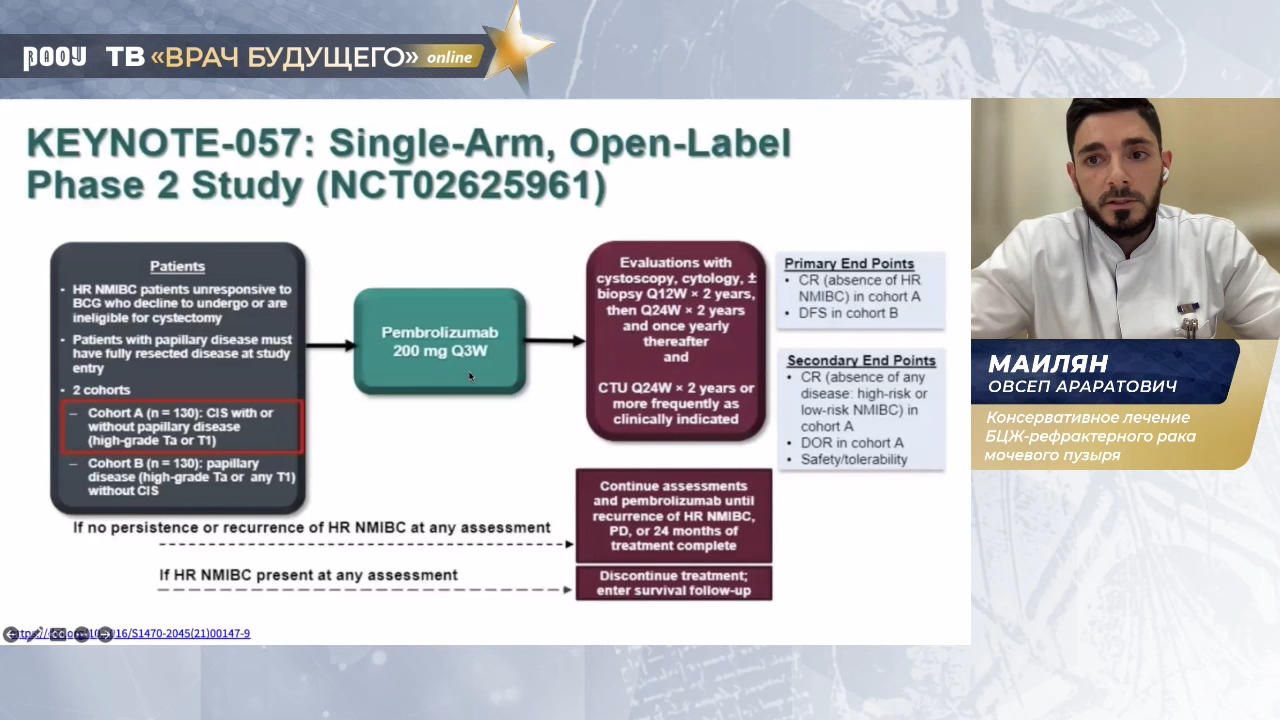 РООУ ТВ «ВРАЧ БУДУЩЕГО» online
KEYNOTE-057: Single-Arm, Open-Label
Phase 2 Study (NCT02625961)
Patients
• HR NMIBC patients unresponsive to
BCG who decline to undergo or are
ineligible for cystectomy
• Patients with papillary disease must
have fully resected disease at study
entry
• 2 cohorts
– Cohort A (n = 130): CIS with or
without papillary disease
(high-grade Ta or T1)
– Cohort B (n = 130): papillary
disease (high-grade Ta or any T1)
without CIS
Pembrolizumab
200 mg Q3W
Evaluations with
cystoscopy, cytology, ±
biopsy Q12W × 2 years,
then Q24W × 2 years
and once yearly
thereafter
and
CTU Q24W × 2 years or
more frequently as
clinically indicated
Primary End Points
• CR (absence of HR
NMIBC) in cohort A
• DFS in cohort B
Secondary End Points
• CR (absence of any
disease: high-risk or
low-risk NMIBC) in
cohort A
• DOR in cohort A
• Safety/tolerability
If no persistence or recurrence of HR NMIBC at any assessment
Continue assessments
and pembrolizumab until
recurrence of HR NMIBC,
PD, or 24 months of
treatment complete
If HR NMIBC present at any assessment
Discontinue treatment;
enter survival follow-up
16/S1470-2045(21)00147-9
МАИЛЯН
ОВСЕП АРАРАТОВИЧ
Консервативное лечение
БЦЖ-рефрактерного рака
мочевого пузыря